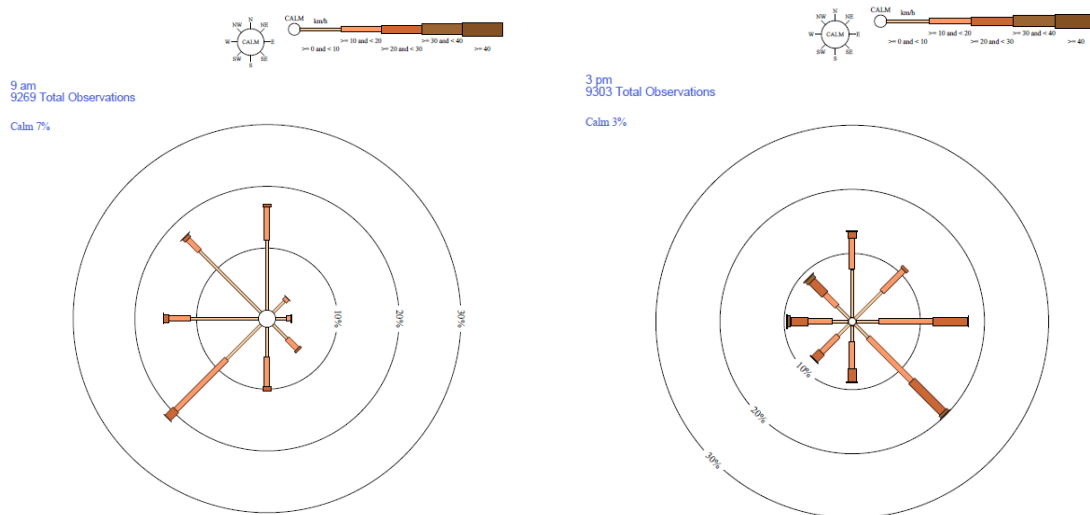 CALM
km/h
N
NW
NE
>= 10 and < 20
>= 30 and < 40
W
CALM
E
>= 0 and < 10
>= 20 and < 30
>= 40
SW
SE
S
9 am
9269 Total Observations
Calm 7%
10%
20%
30%
CALM
km/h
N
NW
NE
>= 10 and < 20
>= 30 and < 40
W
CALM
E
>= 0 and < 10
>= 20 and < 30
>= 40
SW
SE
S
3 pm
9303 Total Observations
Calm 3%
10%
20%
30%